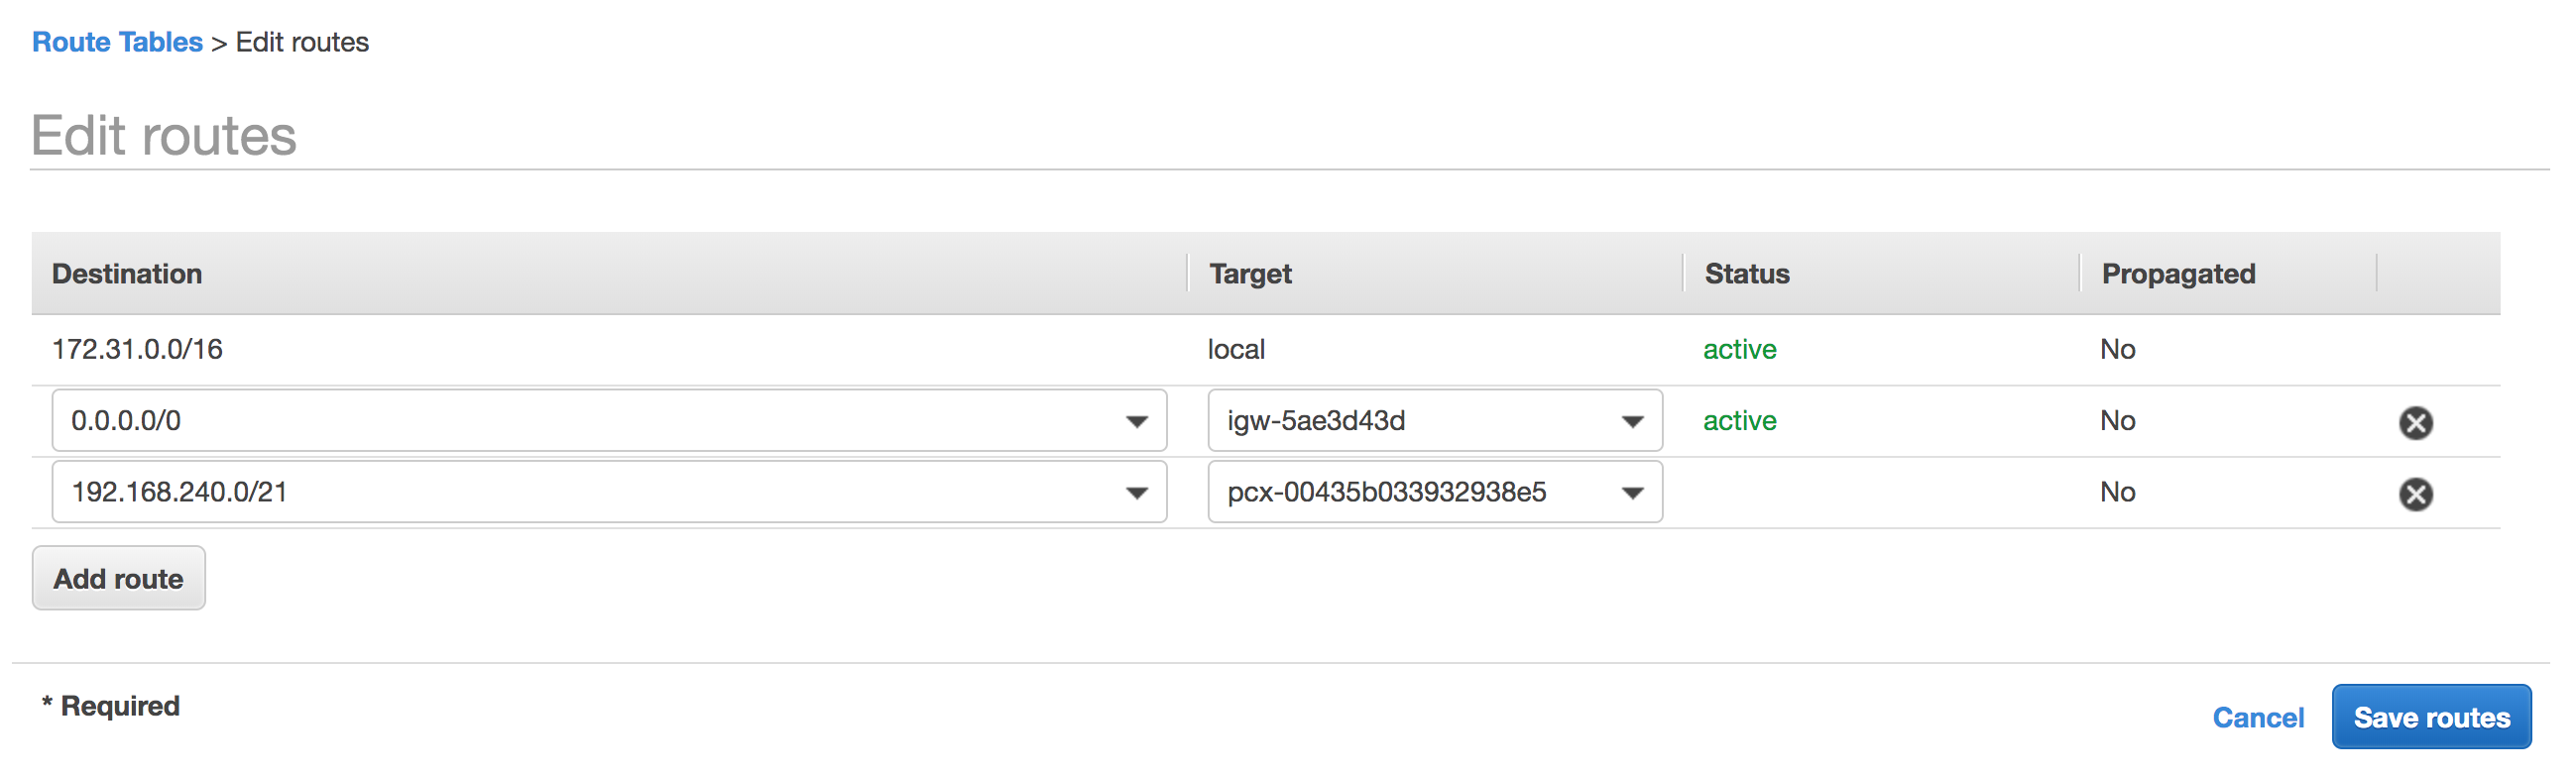 Route Tables > Edit routes
Edit routes
Destination Target Status Propagated
172.31.0.0/16 local active No
0.0.0.0/0 igw-5ae3d43d active No
192.168.240.0/21 pcx-00435b033932938e5 No
Add route
* Required
Cancel Save routes